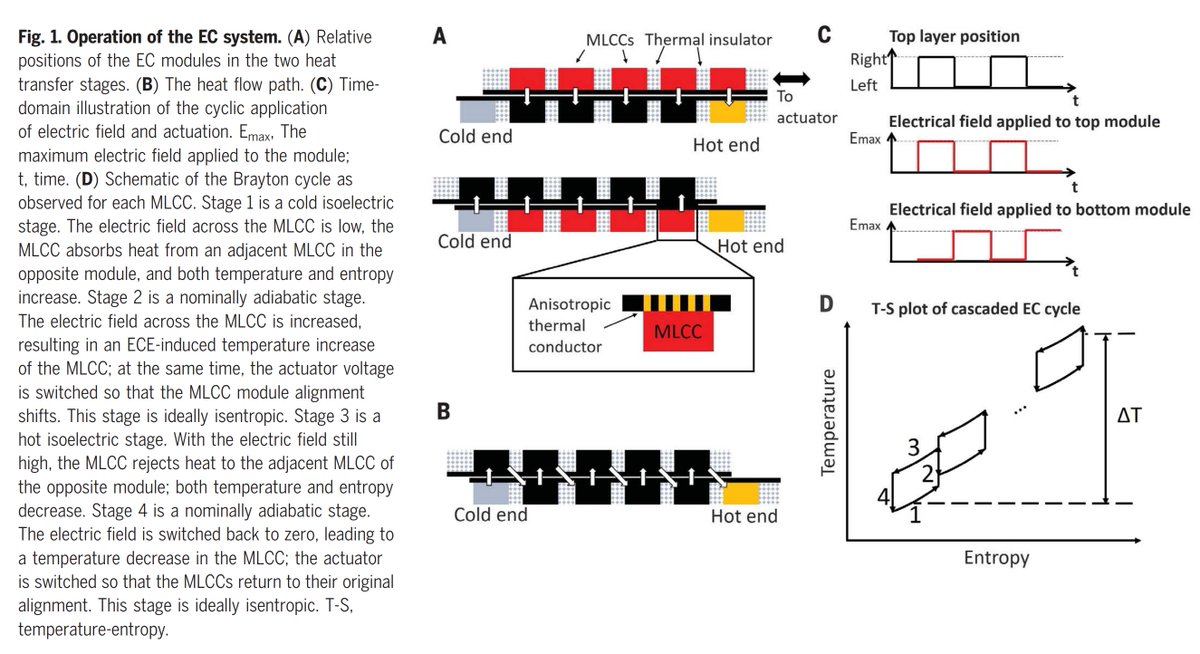 Fig. 1. Operation of the EC system. (A) Relative
positions of the EC modules in the two heat
transfer stages. (B) The heat flow path. (C) Time-
domain illustration of the cyclic application
of electric field and actuation. Emax, The
maximum electric field applied to the module;
t, time. (D) Schematic of the Brayton cycle as
observed for each MLCC. Stage 1 is a cold isoelectric
stage. The electric field across the MLCC is low, the
MLCC absorbs heat from an adjacent MLCC in the
opposite module, and both temperature and entropy
increase. Stage 2 is a nominally adiabatic stage.
The electric field across the MLCC is increased,
resulting in an ECE-induced temperature increase
of the MLCC; at the same time, the actuator voltage
is switched so that the MLCC module alignment
shifts. This stage is ideally isentropic. Stage 3 is a
hot isoelectric stage. With the electric field still
high, the MLCC rejects heat to the adjacent MLCC of
the opposite module; both temperature and entropy
decrease. Stage 4 is a nominally adiabatic stage.
The electric field is switched back to zero, leading to
a temperature decrease in the MLCC; the actuator
is switched so that the MLCCs return to their original
alignment. This stage is ideally isentropic. T-S,
temperature-entropy.
A
MLCCs
Thermal insulator
To
actuator
Cold end
Hot end
Cold end
Hot end
Anisotropic
thermal
conductor
MLCC
B
Cold end
Hot end
C
Top layer position
Right
Left
t
Electrical field applied to top module
Emax
t
Electrical field applied to bottom module
Emax
t
D
T-S plot of cascaded EC cycle
Temperature
3
2
4
1
...
ΔT
Entropy